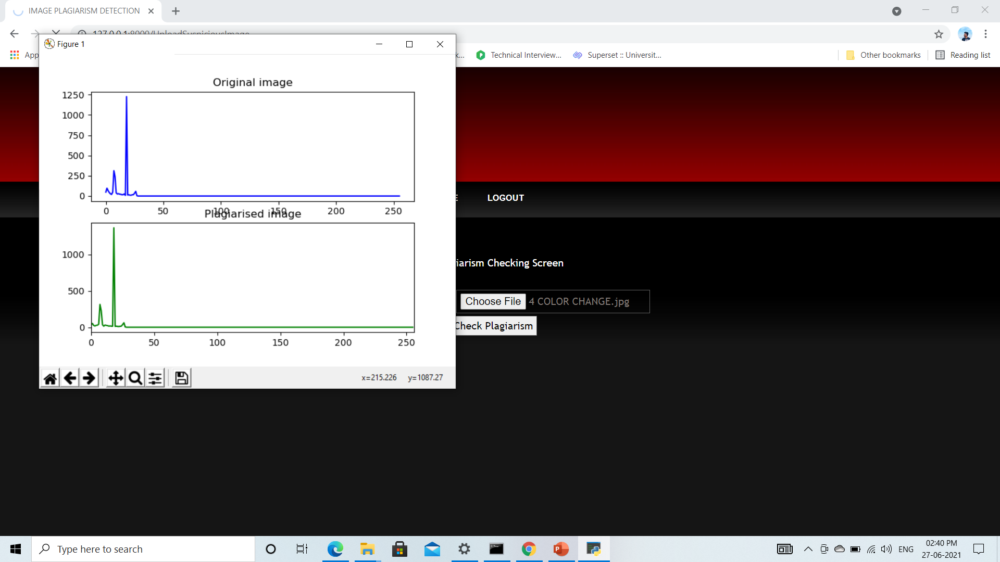 IMAGE PLAGIARISM DETECTION
127.0.0.1:8000/UploadSuspiciousImage
Figure 1
App
k...
Technical Interview...
Superset :: Universit...
Other bookmarks
Reading list
Original image
1250
1000
750
500
250
0
0 50 100 150 200 250
Plagiarised image
1000
500
0
0 50 100 150 200 250
x=215.226 y=1087.27
E
LOGOUT
iarism Checking Screen
Choose File 4 COLOR CHANGE.jpg
Check Plagiarism
Type here to search
ENG
02:40 PM
27-06-2021